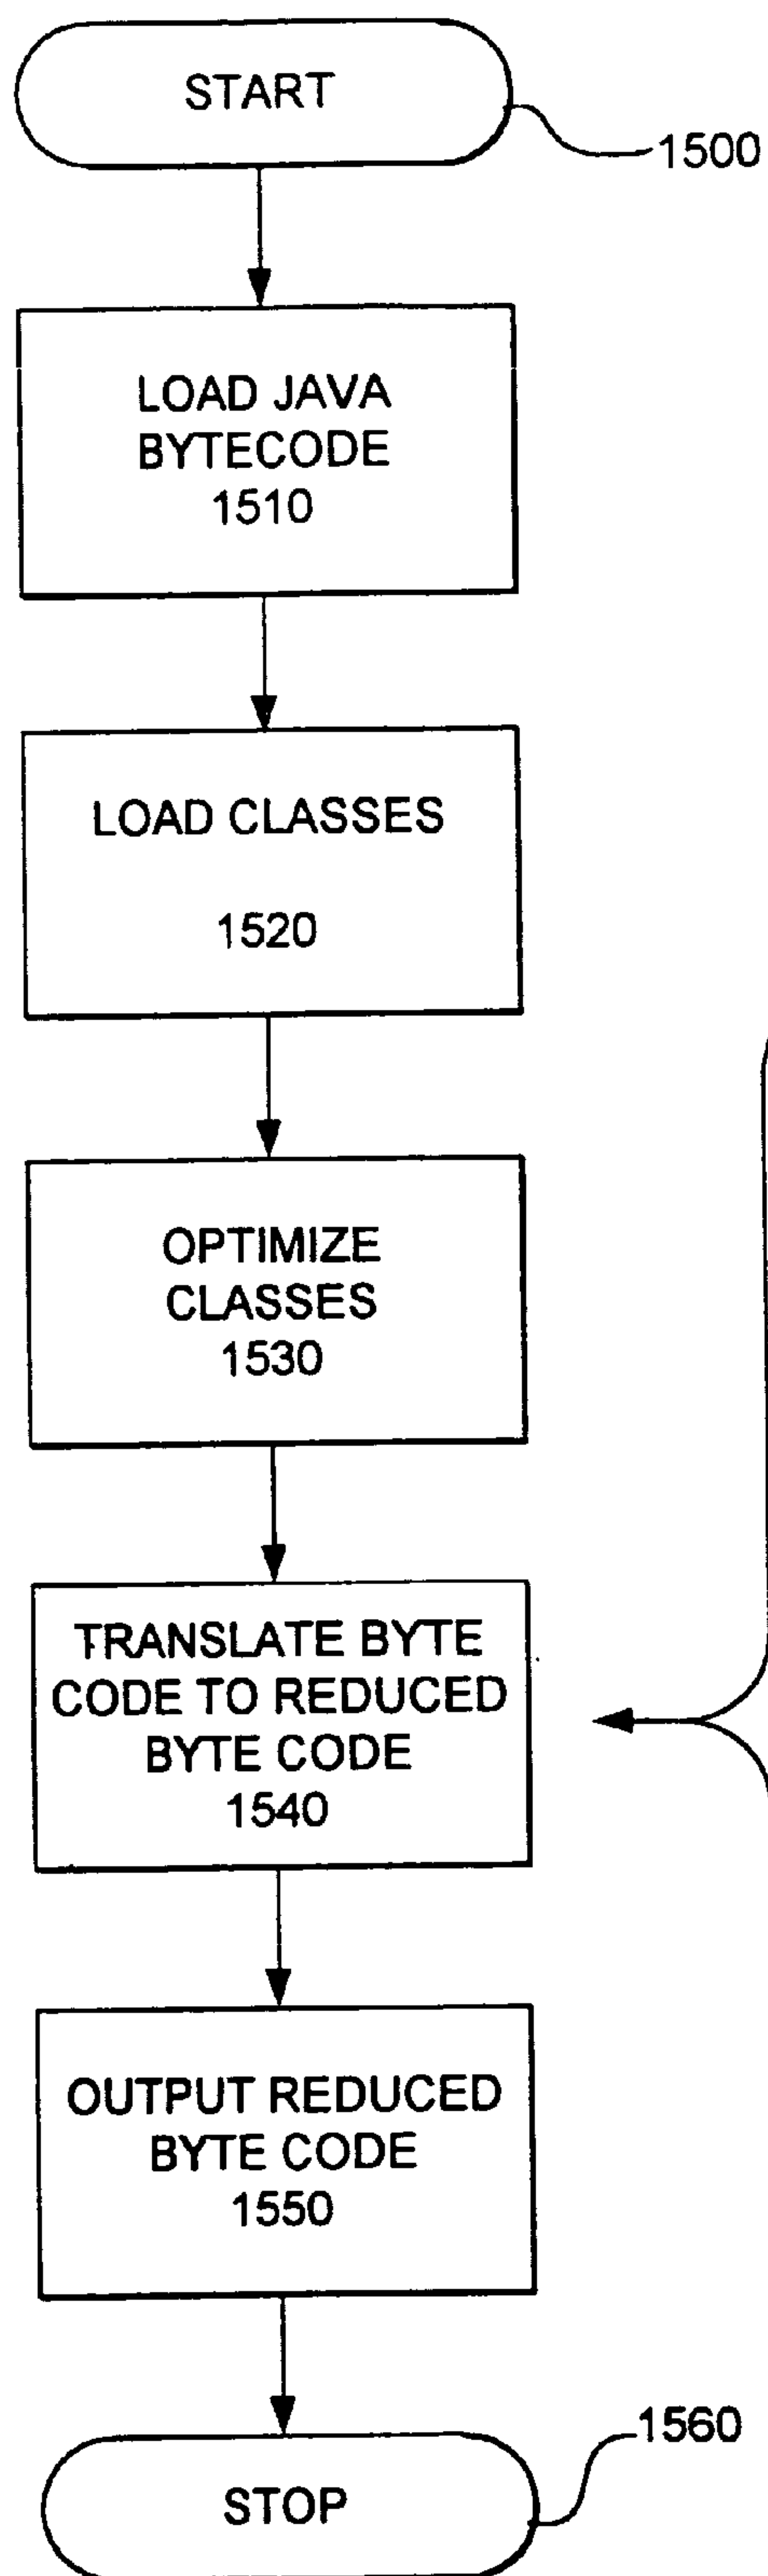 START
1500
LOAD JAVA
BYTECODE
1510
LOAD CLASSES
1520
OPTIMIZE
CLASSES
1530
TRANSLATE BYTE
CODE TO REDUCED
BYTE CODE
1540
OUTPUT REDUCED
BYTE CODE
1550
1560
STOP